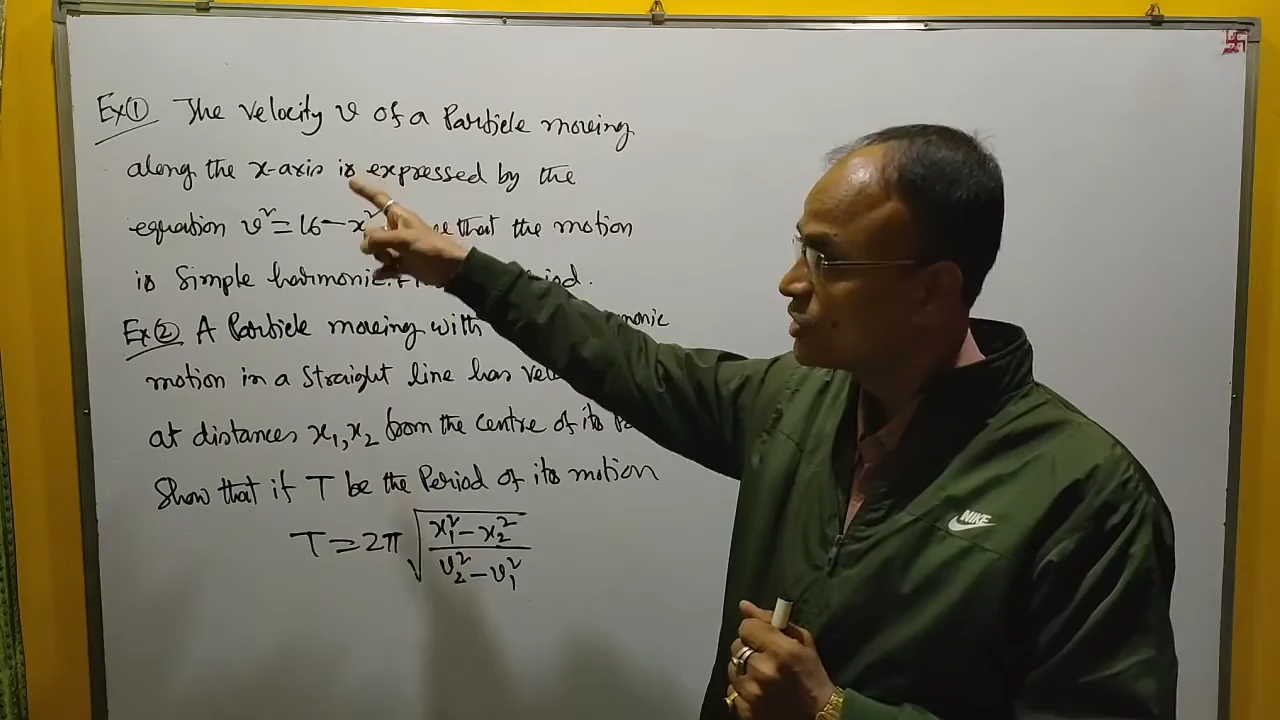 Ex① The velocity v of a Particle moving
along the x-axis is expressed by the
equation v² = 16 - x² that the motion
is Simple harmonic.
Ex② A Particle moving with
motion in a straight line has
at distances x₁, x₂ from the centre of its
Show that if T be the Period of its motion
T = 2π √((x₁² - x₂²)/(v₂² - v₁²))
NIKE